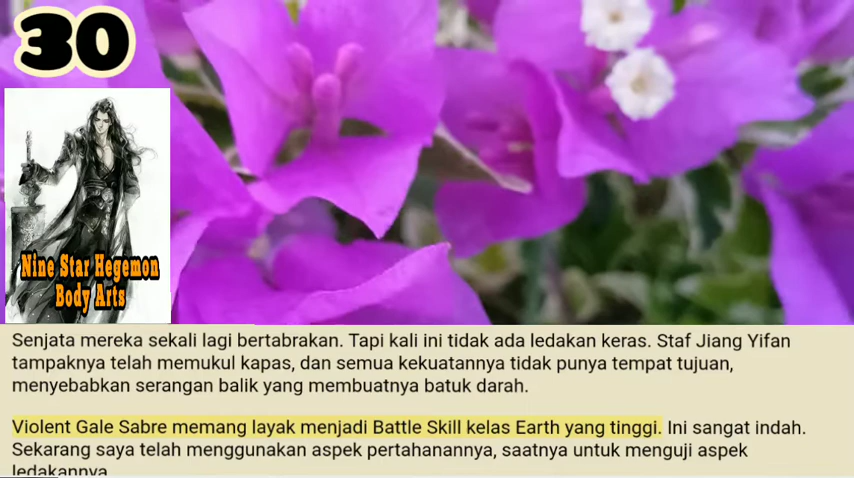 30
Nine Star Hegemon
Body Arts
Senjata mereka sekali lagi bertabrakan. Tapi kali ini tidak ada ledakan keras. Staf Jiang Yifan
tampaknya telah memukul kapas, dan semua kekuatannya tidak punya tempat tujuan,
menyebabkan serangan balik yang membuatnya batuk darah.
Violent Gale Sabre memang layak menjadi Battle Skill kelas Earth yang tinggi. Ini sangat indah.
Sekarang saya telah menggunakan aspek pertahanannya, saatnya untuk menguji aspek
ledakannya